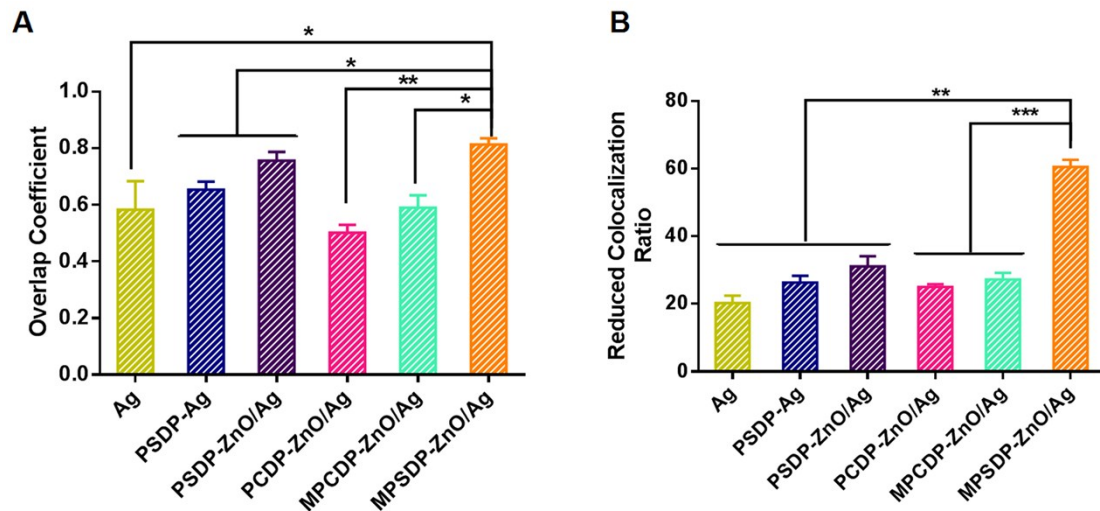 A
*
*
**
*
Overlap Coefficient
1.0
0.8
0.6
0.4
0.2
0.0
Ag
PSDP-Ag
PSDP-ZnO/Ag
PCDP-ZnO/Ag
MPCDP-ZnO/Ag
MPSDP-ZnO/Ag
B
**
***
Reduced Colocalization
Ratio
80
60
40
20
0
Ag
PSDP-Ag
PSDP-ZnO/Ag
PCDP-ZnO/Ag
MPCDP-ZnO/Ag
MPSDP-ZnO/Ag